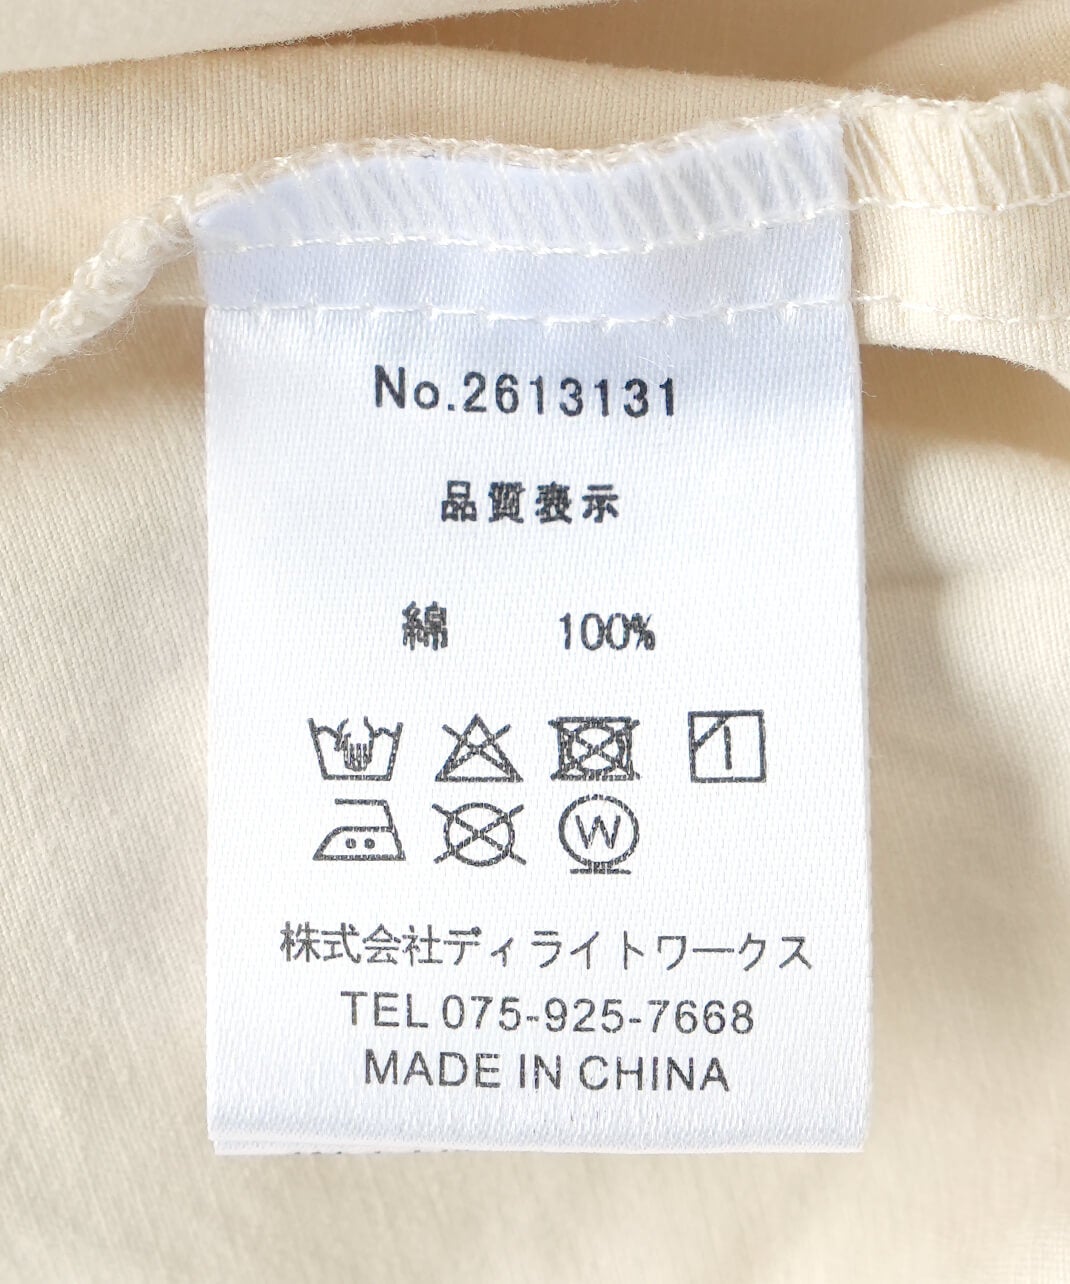 No.2613131
品質表示
綿 100%
W
株式会社ディライトワークス
TEL 075-925-7668
MADE IN CHINA